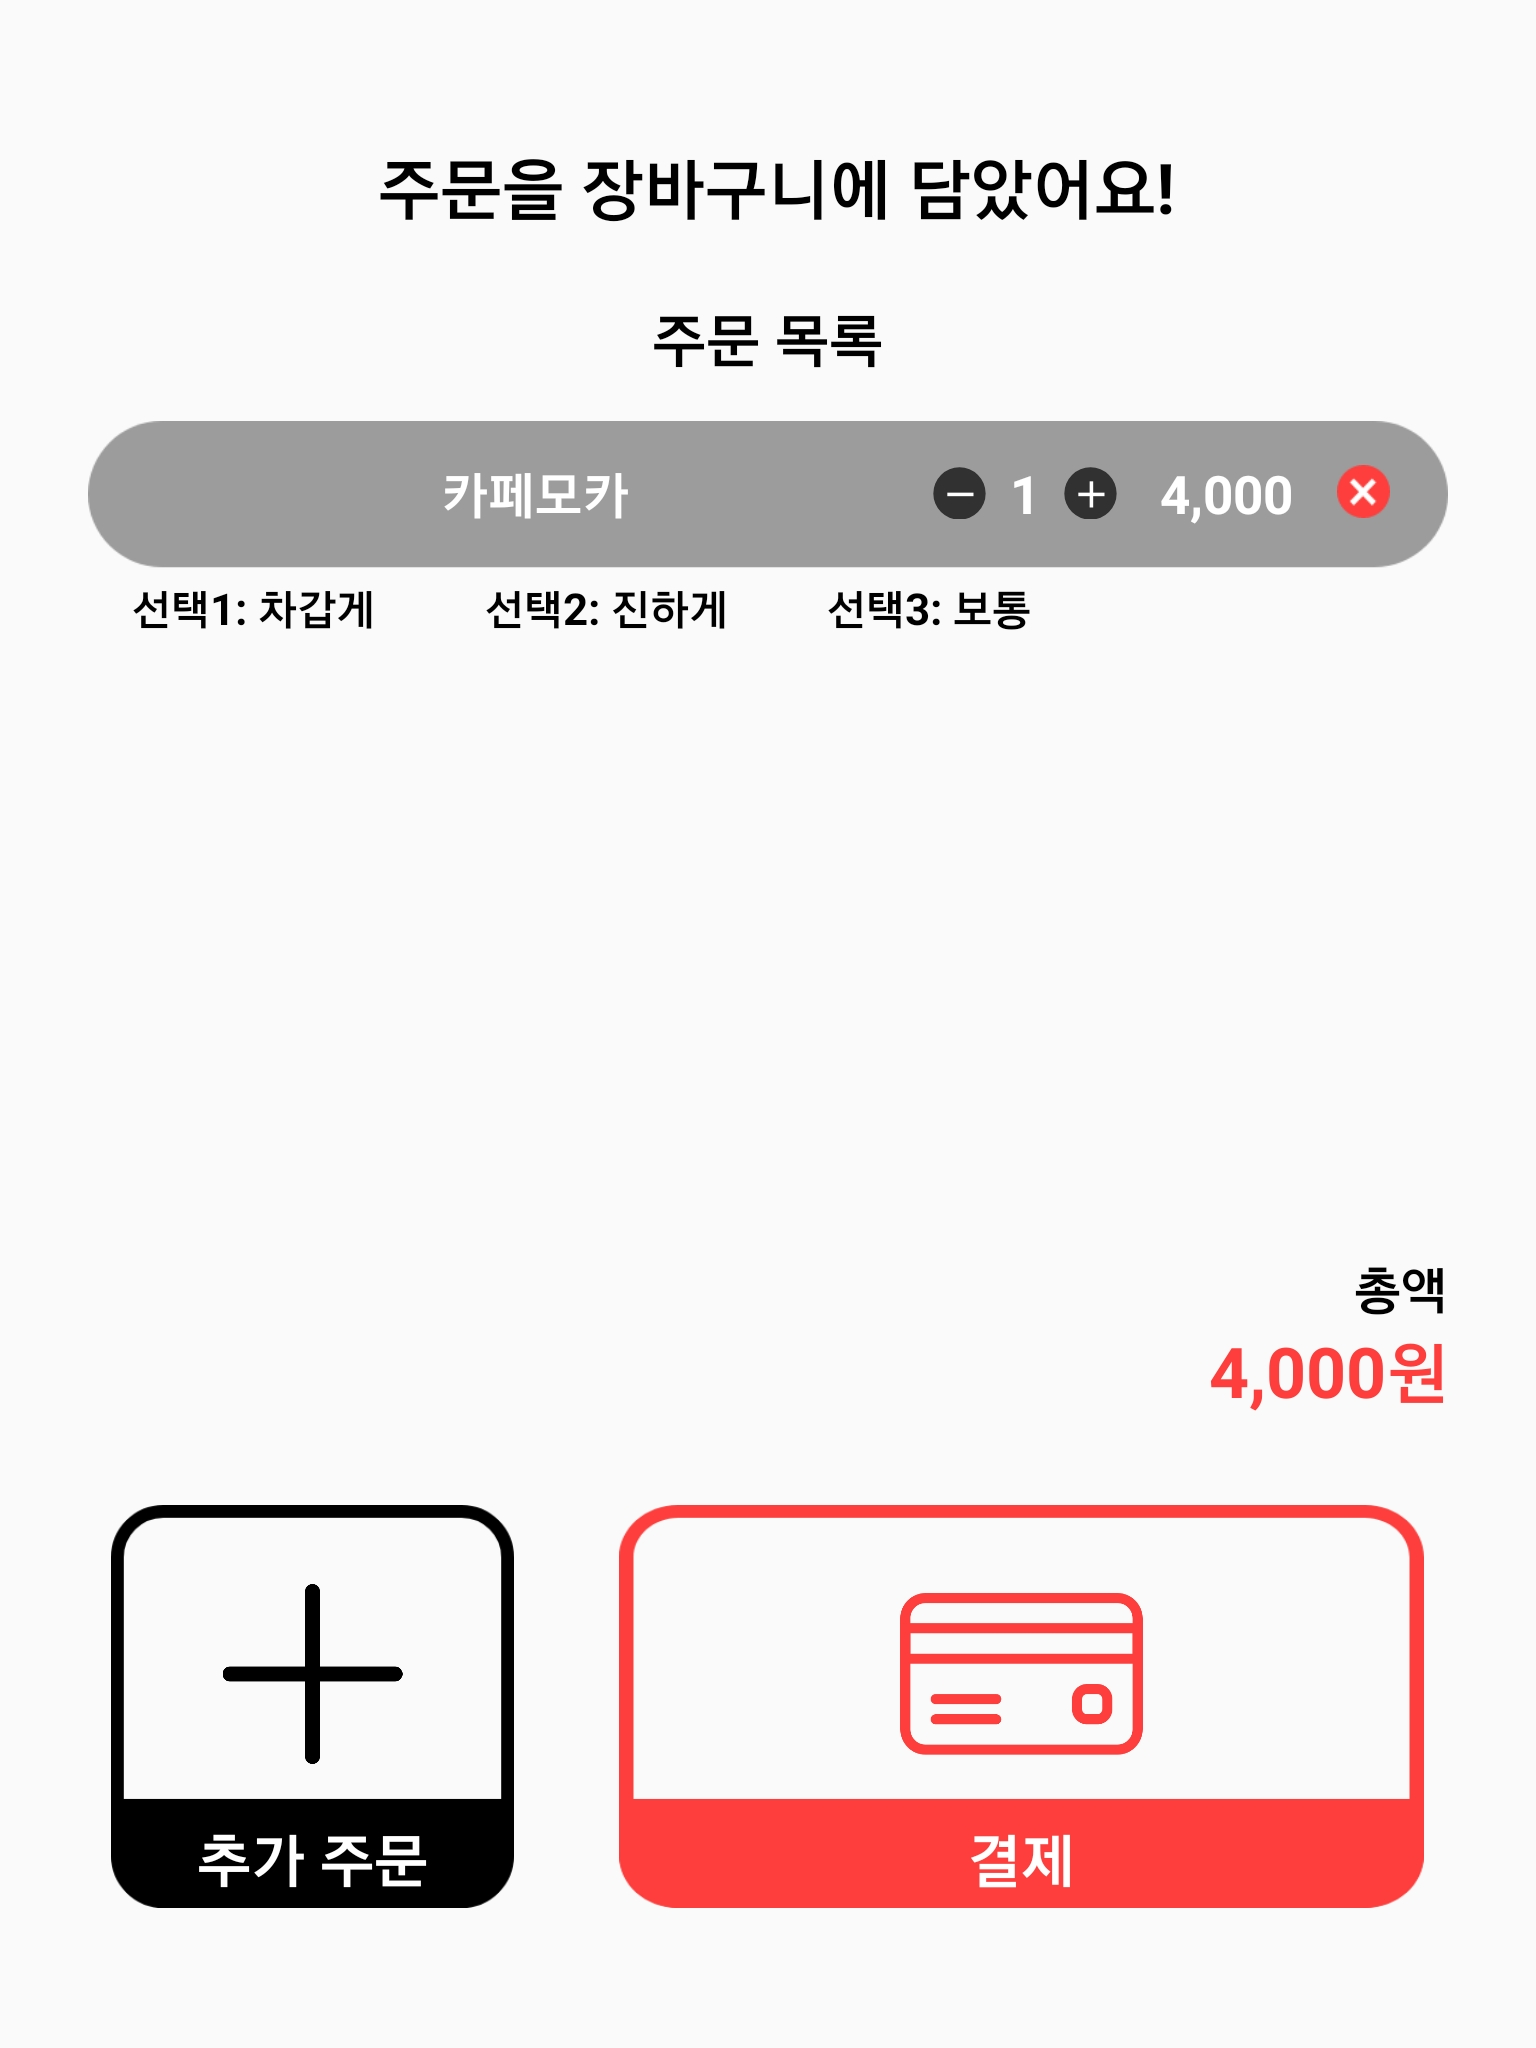 주문을 장바구니에 담았어요!
주문 목록
카페모카 1 4,000
선택1: 차갑게 선택2: 진하게 선택3: 보통
총액
4,000원
추가 주문
결제